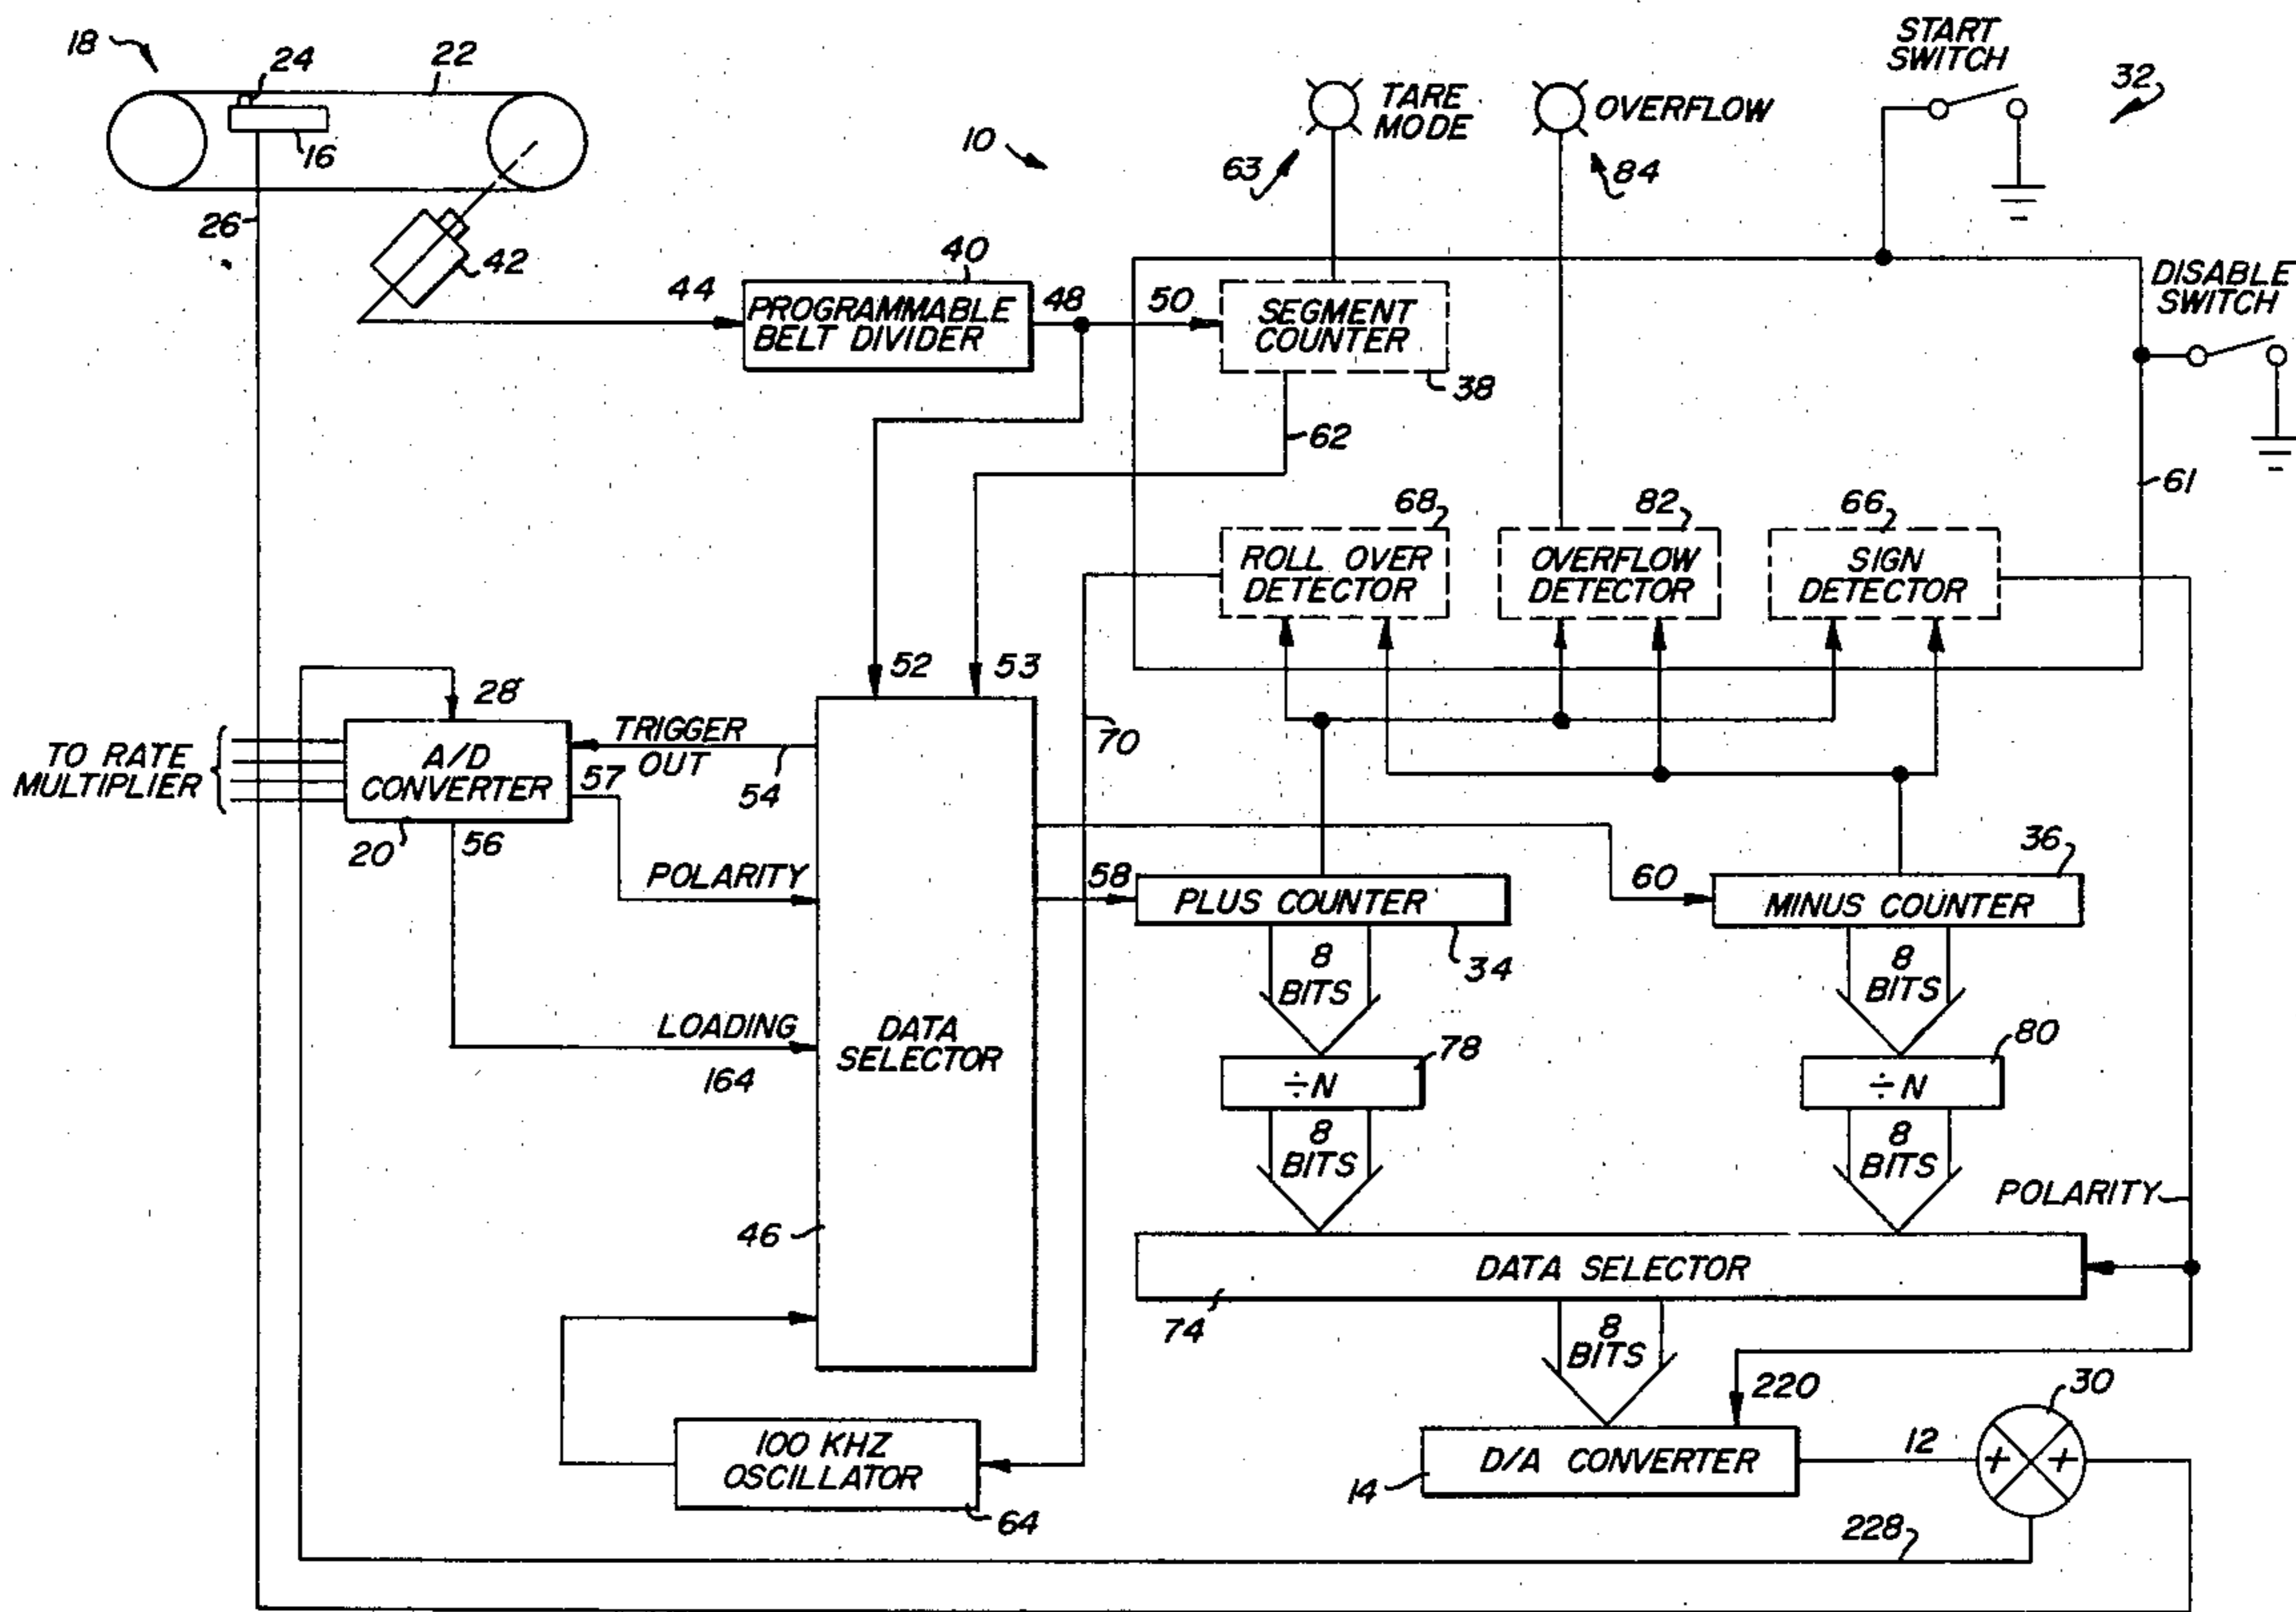 18
24
22
16
26
42
44
40
PROGRAMMABLE
BELT DIVIDER
48
50
10
63
TARE
MODE
OVERFLOW
84
START
SWITCH
32
SEGMENT
COUNTER
38
62
DISABLE
SWITCH
61
68
ROLL OVER
DETECTOR
82
OVERFLOW
DETECTOR
66
SIGN
DETECTOR
52
53
28
TO RATE
MULTIPLIER
A/D
CONVERTER
TRIGGER
OUT
57
54
20
56
70
POLARITY
58
PLUS COUNTER
34
60
36
MINUS COUNTER
8
BITS
8
BITS
LOADING
164
DATA
SELECTOR
÷N
78
÷N
80
8
BITS
8
BITS
POLARITY
46
DATA SELECTOR
74
8
BITS
220
30
100 KHZ
OSCILLATOR
64
D/A CONVERTER
14
12
+
+
228